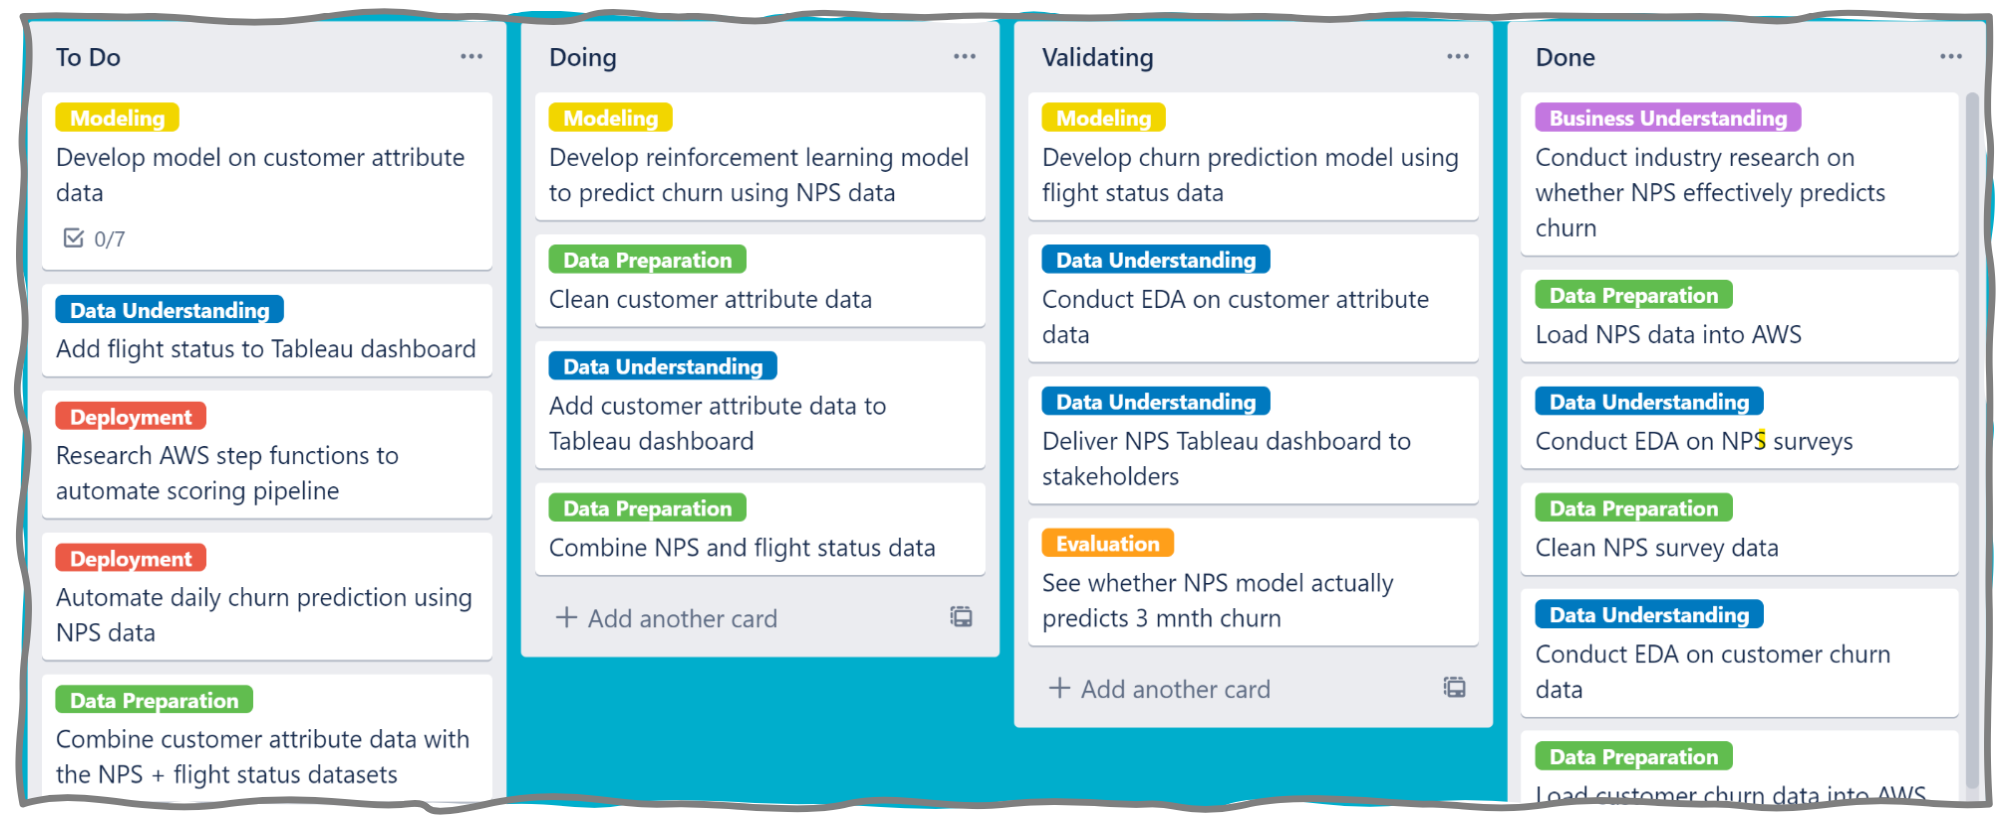 To Do
Modeling
Develop model on customer attribute
data
0/7
Data Understanding
Add flight status to Tableau dashboard
Deployment
Research AWS step functions to
automate scoring pipeline
Deployment
Automate daily churn prediction using
NPS data
Data Preparation
Combine customer attribute data with
the NPS + flight status datasets
Doing
Modeling
Develop reinforcement learning model
to predict churn using NPS data
Data Preparation
Clean customer attribute data
Data Understanding
Add customer attribute data to
Tableau dashboard
Data Preparation
Combine NPS and flight status data
+ Add another card
Validating
Modeling
Develop churn prediction model using
flight status data
Data Understanding
Conduct EDA on customer attribute
data
Data Understanding
Deliver NPS Tableau dashboard to
stakeholders
Evaluation
See whether NPS model actually
predicts 3 mnth churn
+ Add another card
Done
Business Understanding
Conduct industry research on
whether NPS effectively predicts
churn
Data Preparation
Load NPS data into AWS
Data Understanding
Conduct EDA on NPS surveys
Data Preparation
Clean NPS survey data
Data Understanding
Conduct EDA on customer churn
data
Data Preparation
Load customer churn data into AWS